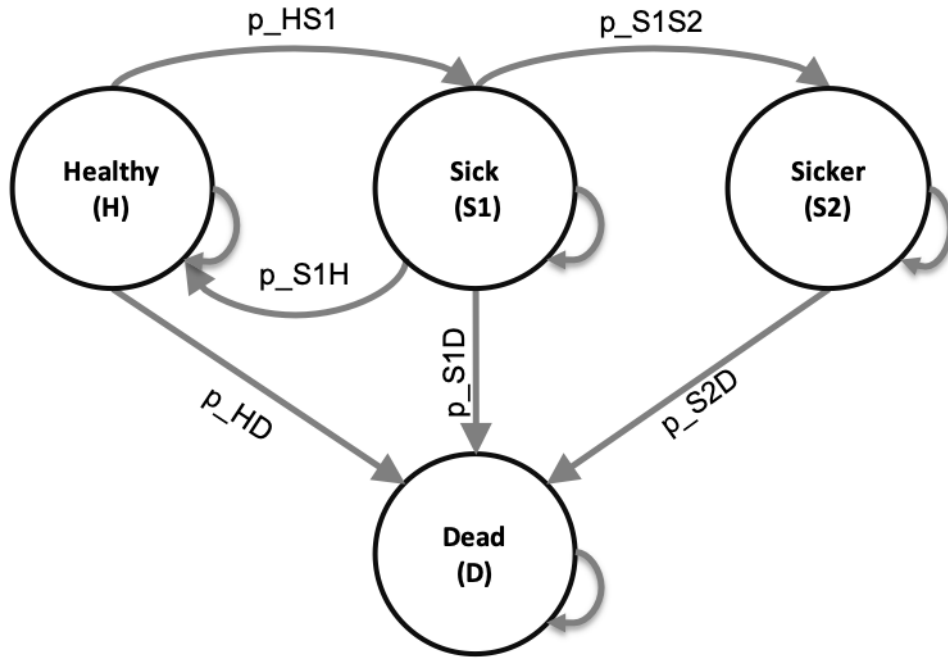 p_HS1
p_S1S2
Healthy
(H)
Sick
(S1)
Sicker
(S2)
p_S1H
p_HD
p_S1D
p_S2D
Dead
(D)